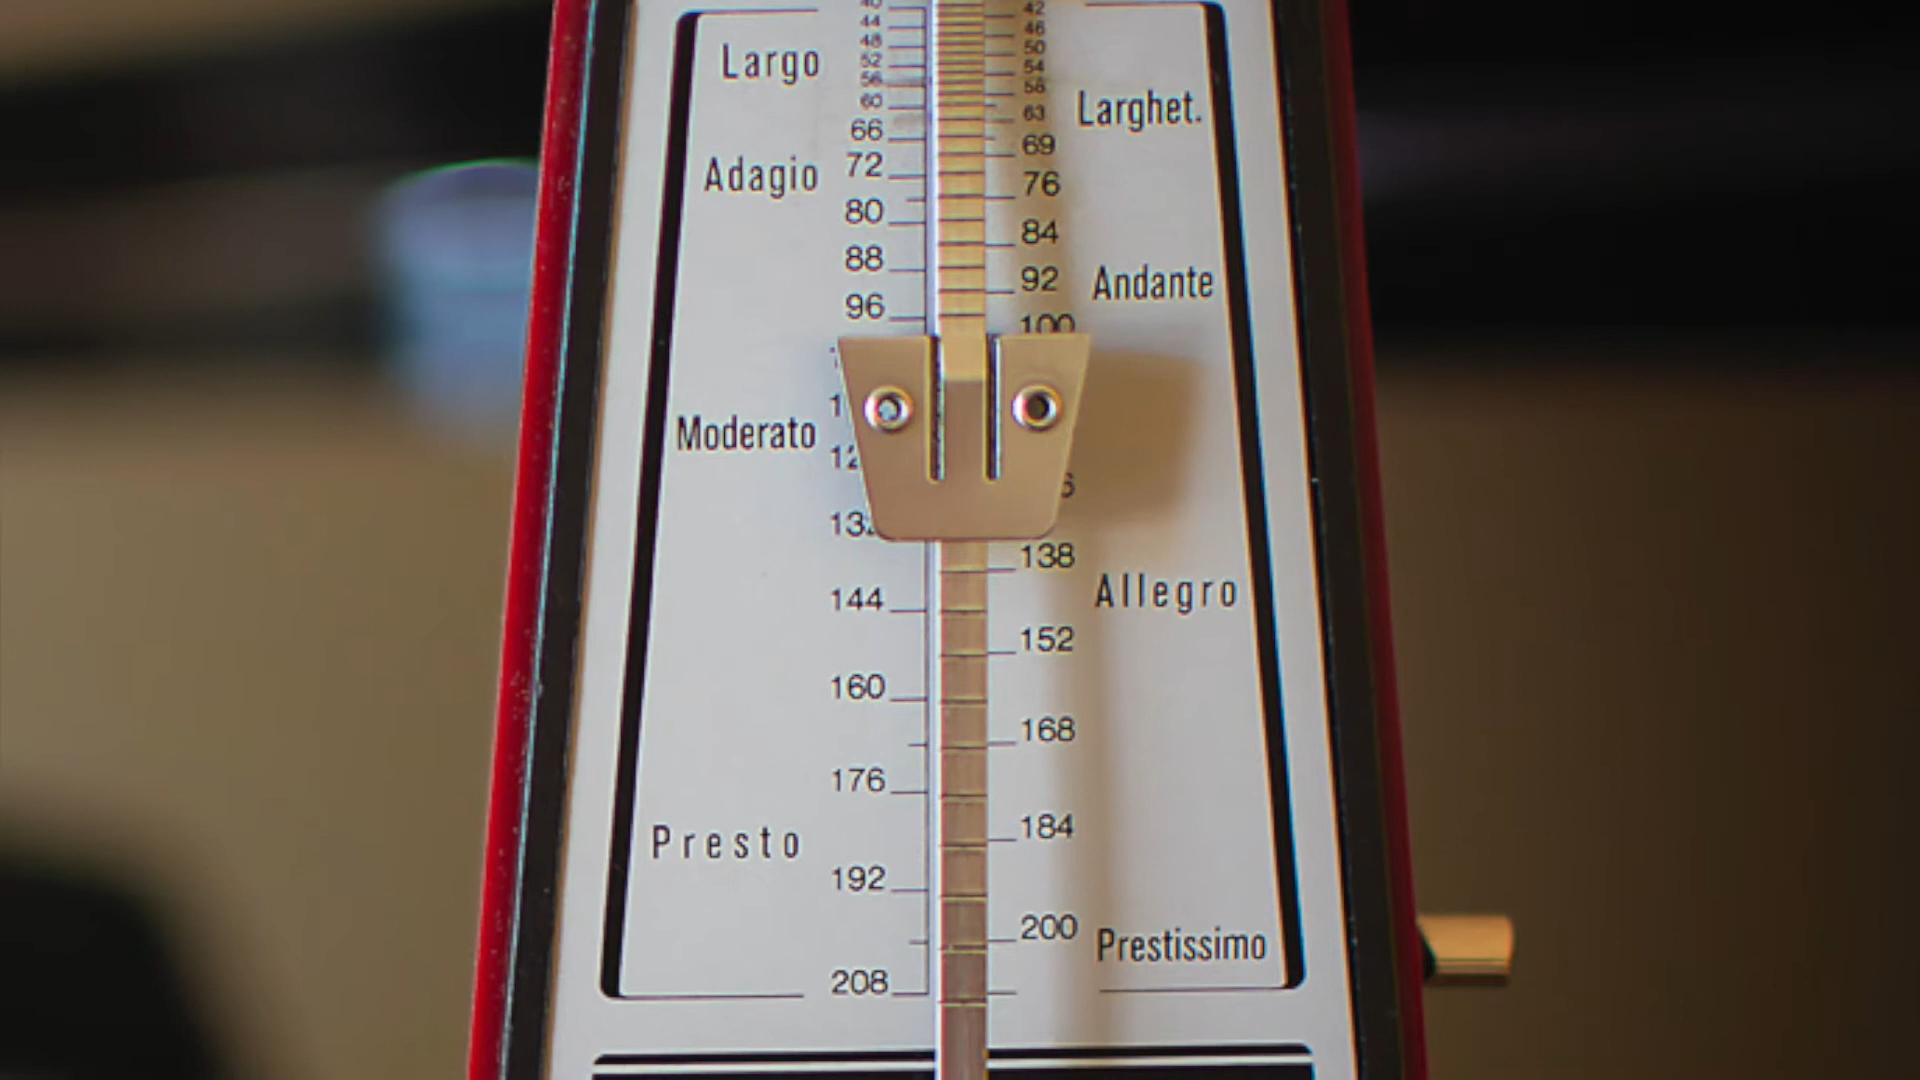 40 42
44 46
Largo 48 50
52 54
56 58
60 63 Larghet.
66 69
Adagio 72 76
80 84
88 92 Andante
96 100
Moderato
138
144 Allegro
152
160
168
176
184
Presto
192
200 Prestissimo
208